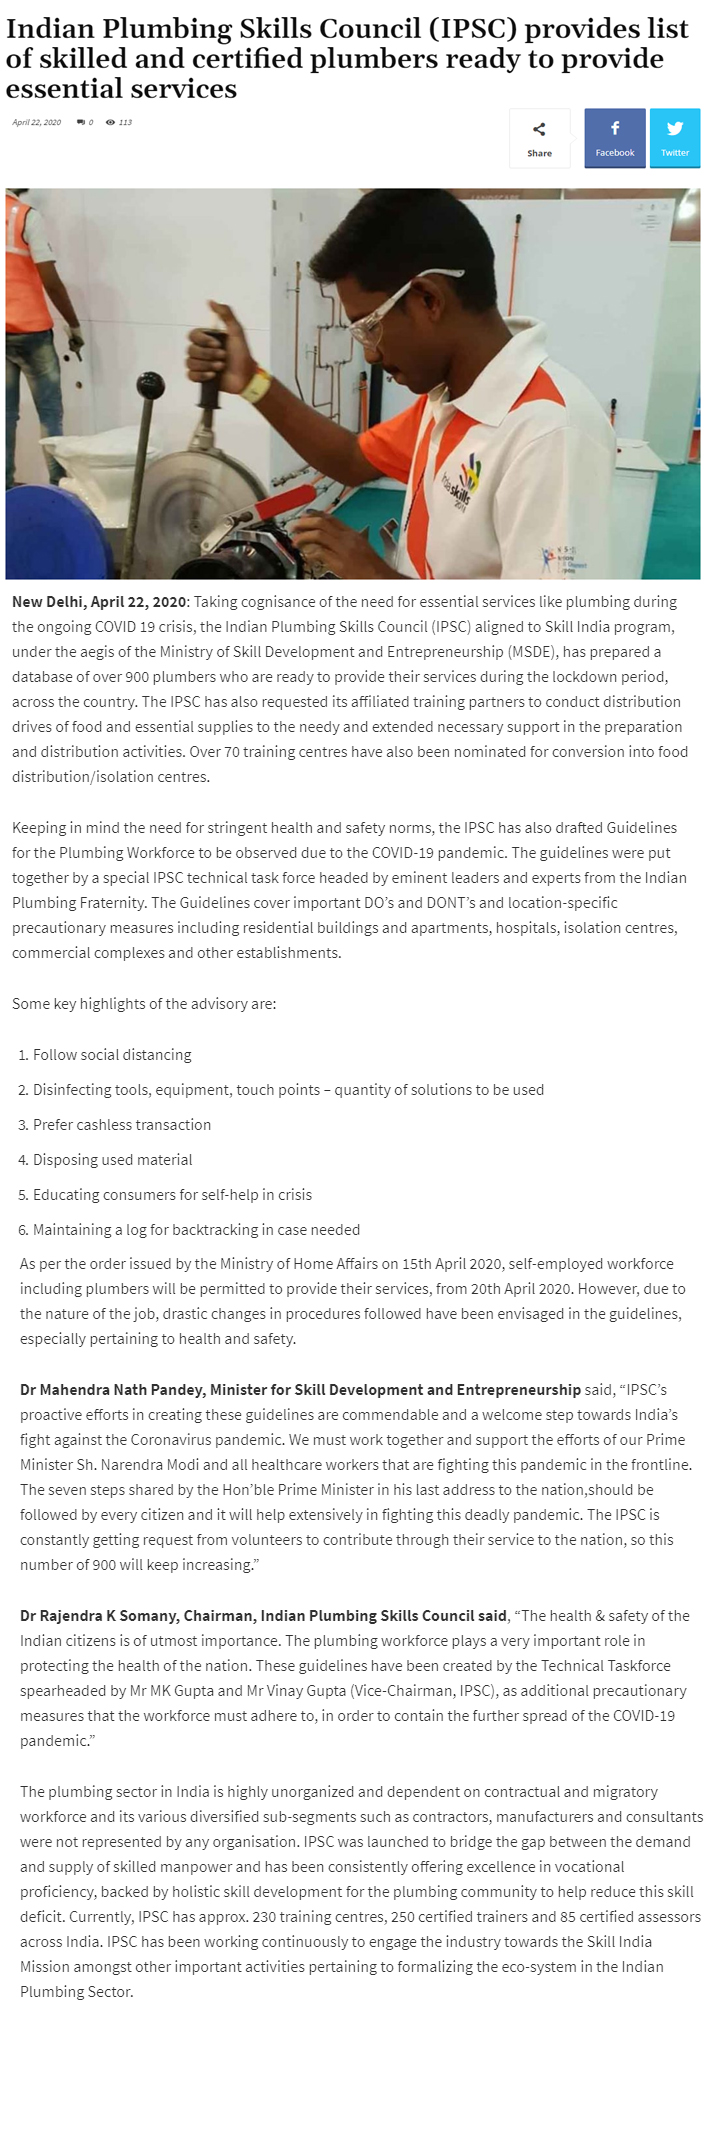 Indian Plumbing Skills Council (IPSC) provides list
of skilled and certified plumbers ready to provide
essential services
April 22, 2020 0 113
Share
Facebook
Twitter
skills
New Delhi, April 22, 2020: Taking cognisance of the need for essential services like plumbing during
the ongoing COVID 19 crisis, the Indian Plumbing Skills Council (IPSC) aligned to Skill India program,
under the aegis of the Ministry of Skill Development and Entrepreneurship (MSDE), has prepared a
database of over 900 plumbers who are ready to provide their services during the lockdown period,
across the country. The IPSC has also requested its affiliated training partners to conduct distribution
drives of food and essential supplies to the needy and extended necessary support in the preparation
and distribution activities. Over 70 training centres have also been nominated for conversion into food
distribution/isolation centres.
Keeping in mind the need for stringent health and safety norms, the IPSC has also drafted Guidelines
for the Plumbing Workforce to be observed due to the COVID-19 pandemic. The guidelines were put
together by a special IPSC technical task force headed by eminent leaders and experts from the Indian
Plumbing Fraternity. The Guidelines cover important DO’s and DONT’s and location-specific
precautionary measures including residential buildings and apartments, hospitals, isolation centres,
commercial complexes and other establishments.
Some key highlights of the advisory are:
1. Follow social distancing
2. Disinfecting tools, equipment, touch points – quantity of solutions to be used
3. Prefer cashless transaction
4. Disposing used material
5. Educating consumers for self-help in crisis
6. Maintaining a log for backtracking in case needed
As per the order issued by the Ministry of Home Affairs on 15th April 2020, self-employed workforce
including plumbers will be permitted to provide their services, from 20th April 2020. However, due to
the nature of the job, drastic changes in procedures followed have been envisaged in the guidelines,
especially pertaining to health and safety.
Dr Mahendra Nath Pandey, Minister for Skill Development and Entrepreneurship said, “IPSC’s
proactive efforts in creating these guidelines are commendable and a welcome step towards India’s
fight against the Coronavirus pandemic. We must work together and support the efforts of our Prime
Minister Sh. Narendra Modi and all healthcare workers that are fighting this pandemic in the frontline.
The seven steps shared by the Hon’ble Prime Minister in his last address to the nation,should be
followed by every citizen and it will help extensively in fighting this deadly pandemic. The IPSC is
constantly getting request from volunteers to contribute through their service to the nation, so this
number of 900 will keep increasing.”
Dr Rajendra K Somany, Chairman, Indian Plumbing Skills Council said, “The health & safety of the
Indian citizens is of utmost importance. The plumbing workforce plays a very important role in
protecting the health of the nation. These guidelines have been created by the Technical Taskforce
spearheaded by Mr MK Gupta and Mr Vinay Gupta (Vice-Chairman, IPSC), as additional precautionary
measures that the workforce must adhere to, in order to contain the further spread of the COVID-19
pandemic.”
The plumbing sector in India is highly unorganized and dependent on contractual and migratory
workforce and its various diversified sub-segments such as contractors, manufacturers and consultants
were not represented by any organisation. IPSC was launched to bridge the gap between the demand
and supply of skilled manpower and has been consistently offering excellence in vocational
proficiency, backed by holistic skill development for the plumbing community to help reduce this skill
deficit. Currently, IPSC has approx. 230 training centres, 250 certified trainers and 85 certified assessors
across India. IPSC has been working continuously to engage the industry towards the Skill India
Mission amongst other important activities pertaining to formalizing the eco-system in the Indian
Plumbing Sector.